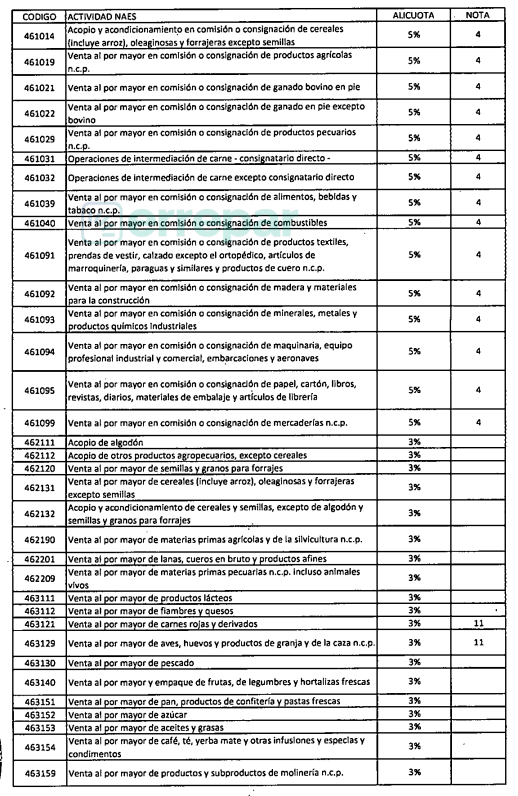 CODIGO ACTIVIDAD NAES ALICUOTA NOTA
461014 Acopio y acondicionamiento en comisión o consignación de cereales (incluye arroz), oleaginosas y forrajeras excepto semillas 5% 4
461019 Venta al por mayor en comisión o consignación de productos agrícolas n.c.p. 5% 4
461021 Venta al por mayor en comisión o consignación de ganado bovino en pie 5% 4
461022 Venta al por mayor en comisión o consignación de ganado en pie excepto bovino 5% 4
461029 Venta al por mayor en comisión o consignación de productos pecuarios n.c.p. 5% 4
461031 Operaciones de intermediación de carne - consignatario directo - 5% 4
461032 Operaciones de intermediación de carne excepto consignatario directo 5% 4
461039 Venta al por mayor en comisión o consignación de alimentos, bebidas y tabaco n.c.p. 5% 4
errepar
461040 Venta al por mayor en comisión o consignación de combustibles 5% 4
461091 Venta al por mayor en comisión o consignación de productos textiles, prendas de vestir, calzado excepto el ortopédico, artículos de marroquinería, paraguas y similares y productos de cuero n.c.p. 5% 4
461092 Venta al por mayor en comisión o consignación de madera y materiales para la construcción 5% 4
461093 Venta al por mayor en comisión o consignación de minerales, metales y productos químicos industriales 5% 4
461094 Venta al por mayor en comisión o consignación de maquinaria, equipo profesional industrial y comercial, embarcaciones y aeronaves 5% 4
461095 Venta al por mayor en comisión o consignación de papel, cartón, libros, revistas, diarios, materiales de embalaje y artículos de librería 5% 4
461099 Venta al por mayor en comisión o consignación de mercaderías n.c.p. 5% 4
462111 Acopio de algodón 3%
462112 Acopio de otros productos agropecuarios, excepto cereales 3%
462120 Venta al por mayor de semillas y granos para forrajes 3%
462131 Venta al por mayor de cereales (incluye arroz), oleaginosas y forrajeras excepto semillas 3%
462132 Acopio y acondicionamiento de cereales y semillas, excepto de algodón y semillas y granos para forrajes 3%
462190 Venta al por mayor de materias primas agrícolas y de la silvicultura n.c.p. 3%
462201 Venta al por mayor de lanas, cueros en bruto y productos afines 3%
462209 Venta al por mayor de materias primas pecuarias n.c.p. incluso animales vivos 3%
463111 Venta al por mayor de productos lácteos 3%
463112 Venta al por mayor de fiambres y quesos 3%
463121 Venta al por mayor de carnes rojas y derivados 3% 11
463129 Venta al por mayor de aves, huevos y productos de granja y de la caza n.c.p. 3% 11
463130 Venta al por mayor de pescado 3%
463140 Venta al por mayor y empaque de frutas, de legumbres y hortalizas frescas 3%
463151 Venta al por mayor de pan, productos de confitería y pastas frescas 3%
463152 Venta al por mayor de azúcar 3%
463153 Venta al por mayor de aceites y grasas 3%
463154 Venta al por mayor de café, té, yerba mate y otras infusiones y especias y condimentos 3%
463159 Venta al por mayor de productos y subproductos de molinería n.c.p. 3%